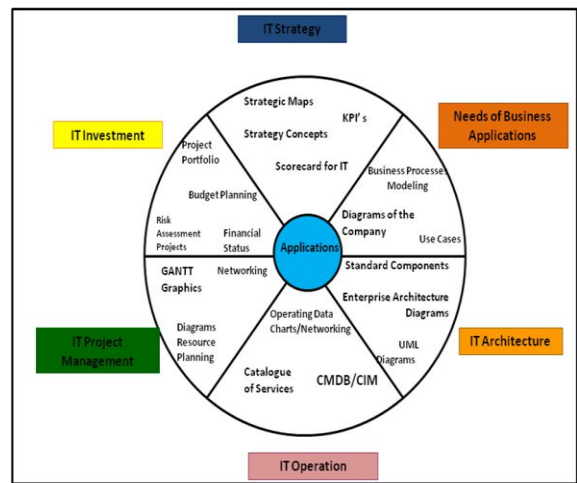 IT Strategy
Strategic Maps
KPI' s
Strategy Concepts
Scorecard for IT
IT Investment
Project
Portfolio
Budget Planning
Risk
Assessment
Projects
Financial
Status
Needs of Business
Applications
Business Processes
Modeling
Diagrams of the
Company
Use Cases
Applications
GANTT
Graphics
Networking
Diagrams
Resource
Planning
IT Project
Management
Standard Components
Enterprise Architecture
Diagrams
UML
Diagrams
IT Architecture
Operating Data
Charts/Networking
Catalogue
of Services
CMDB/CIM
IT Operation